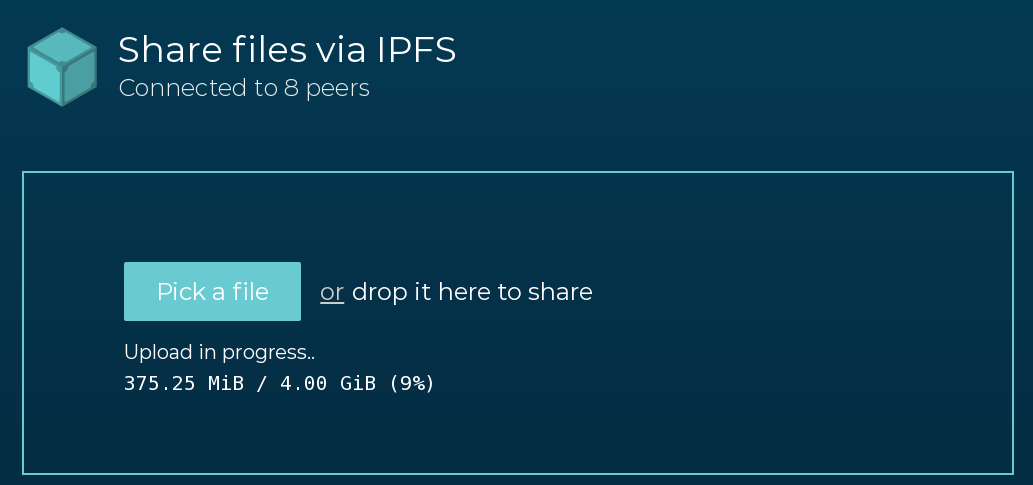 Share files via IPFS
Connected to 8 peers
Pick a file or drop it here to share
Upload in progress..
375.25 MiB / 4.00 GiB (9%)